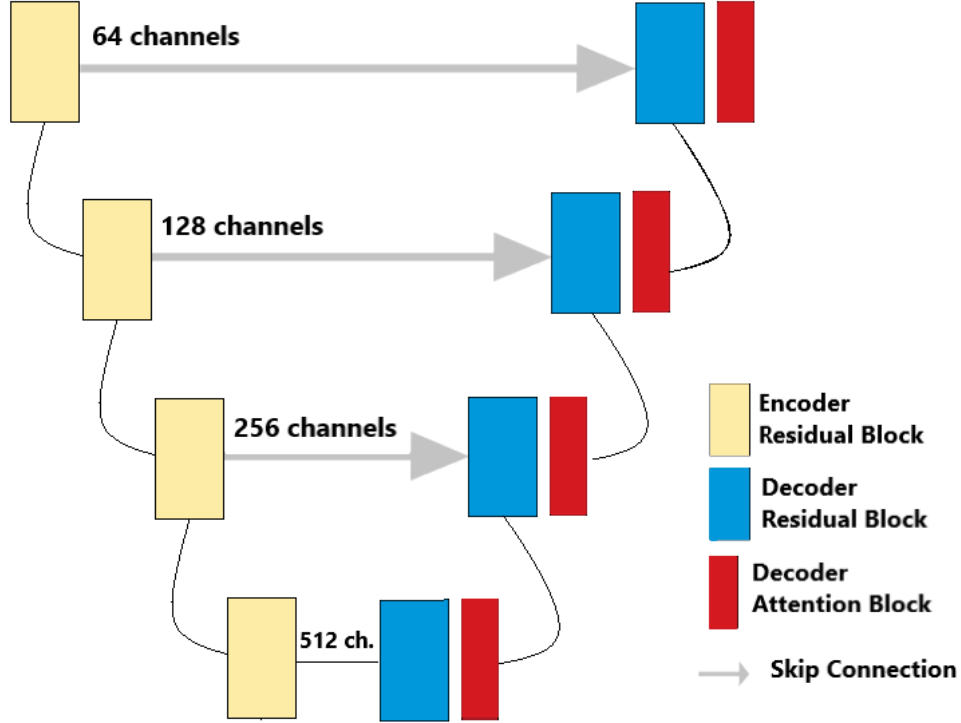 64 channels
128 channels
256 channels
512 ch.
Encoder
Residual Block
Decoder
Residual Block
Decoder
Attention Block
Skip Connection